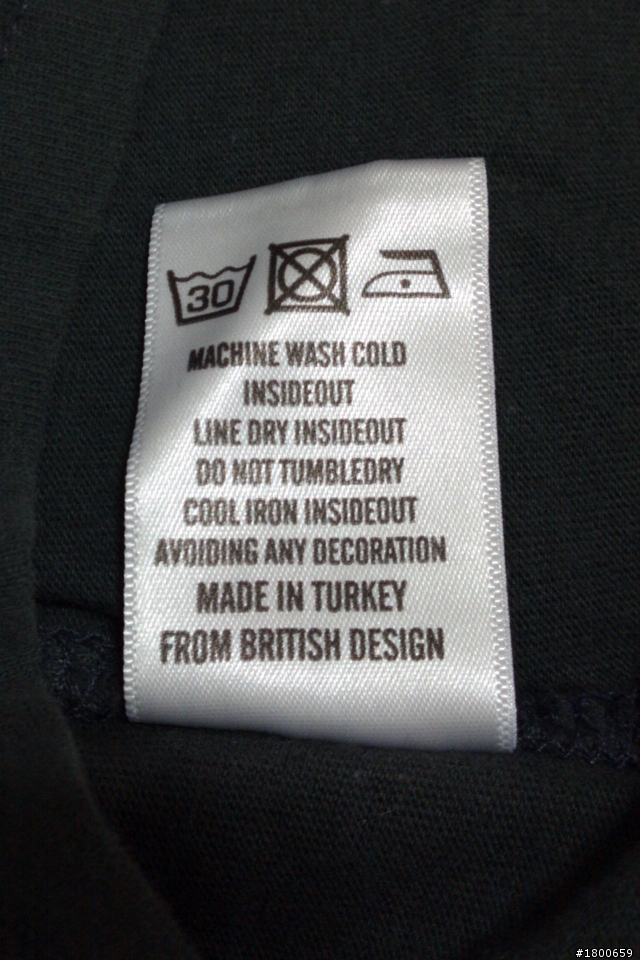 30
MACHINE WASH COLD
INSIDEOUT
LINE DRY INSIDEOUT
DO NOT TUMBLEDRY
COOL IRON INSIDEOUT
AVOIDING ANY DECORATION
MADE IN TURKEY
FROM BRITISH DESIGN
#1800659